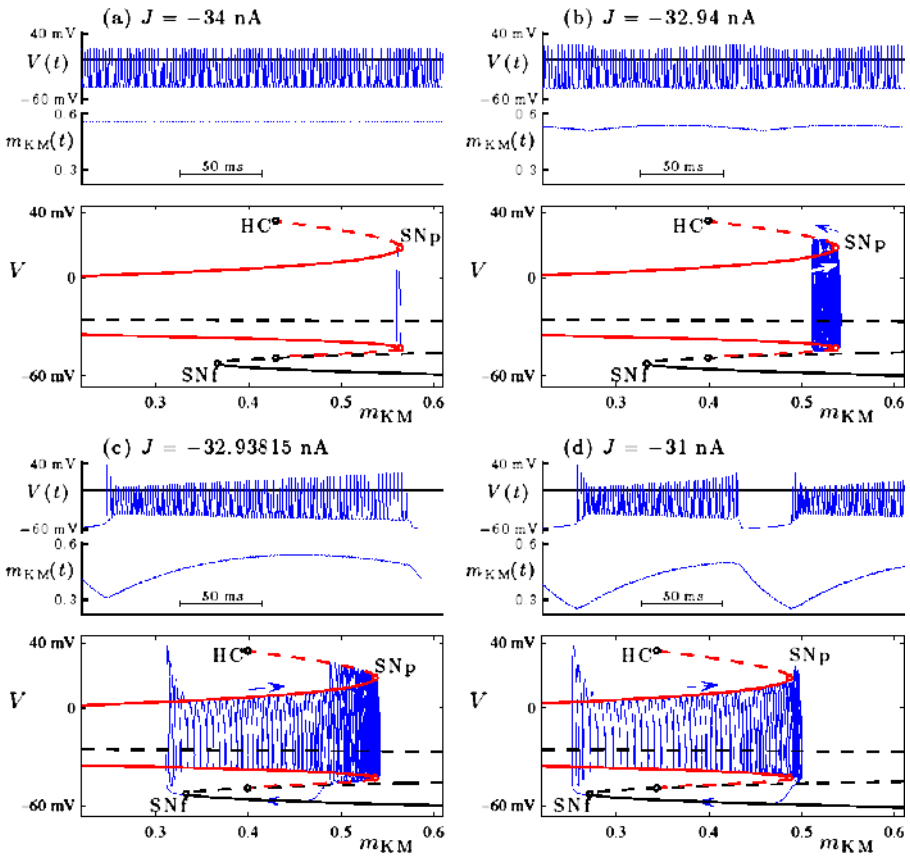 (a) J = −34 nA
40 mV
V(t)
−60 mV
0.6
mKM(t)
0.3
50 ms
40 mV
HC
SNp
V
0
SNf
−60 mV
0.3 0.4 0.5 0.6
mKM
(b) J = −32.94 nA
40 mV
V(t)
−60 mV
0.6
mKM(t)
0.3
50 ms
40 mV
HC
SNp
V
0
SNf
−60 mV
0.3 0.4 0.5 0.6
mKM
(c) J = −32.93815 nA
40 mV
V(t)
−60 mV
0.6
mKM(t)
0.3
50 ms
40 mV
HC
SNp
V
0
SNf
−60 mV
0.3 0.4 0.5 0.6
mKM
(d) J = −31 nA
40 mV
V(t)
−60 mV
0.6
mKM(t)
0.3
50 ms
40 mV
HC
SNp
V
0
SNf
−60 mV
0.3 0.4 0.5 0.6
mKM